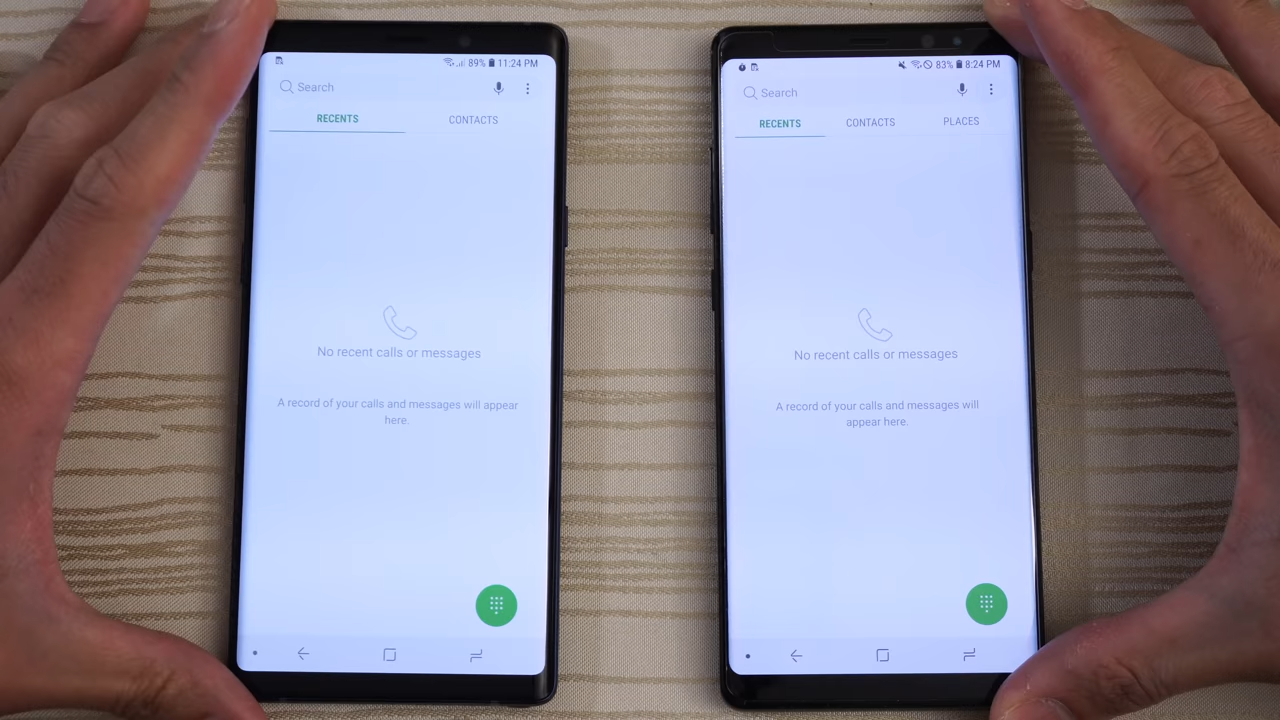 89% 11:24 PM
Search
RECENTS CONTACTS
No recent calls or messages
A record of your calls and messages will appear
here.
83% 8:24 PM
Search
RECENTS CONTACTS PLACES
No recent calls or messages
A record of your calls and messages will
appear here.